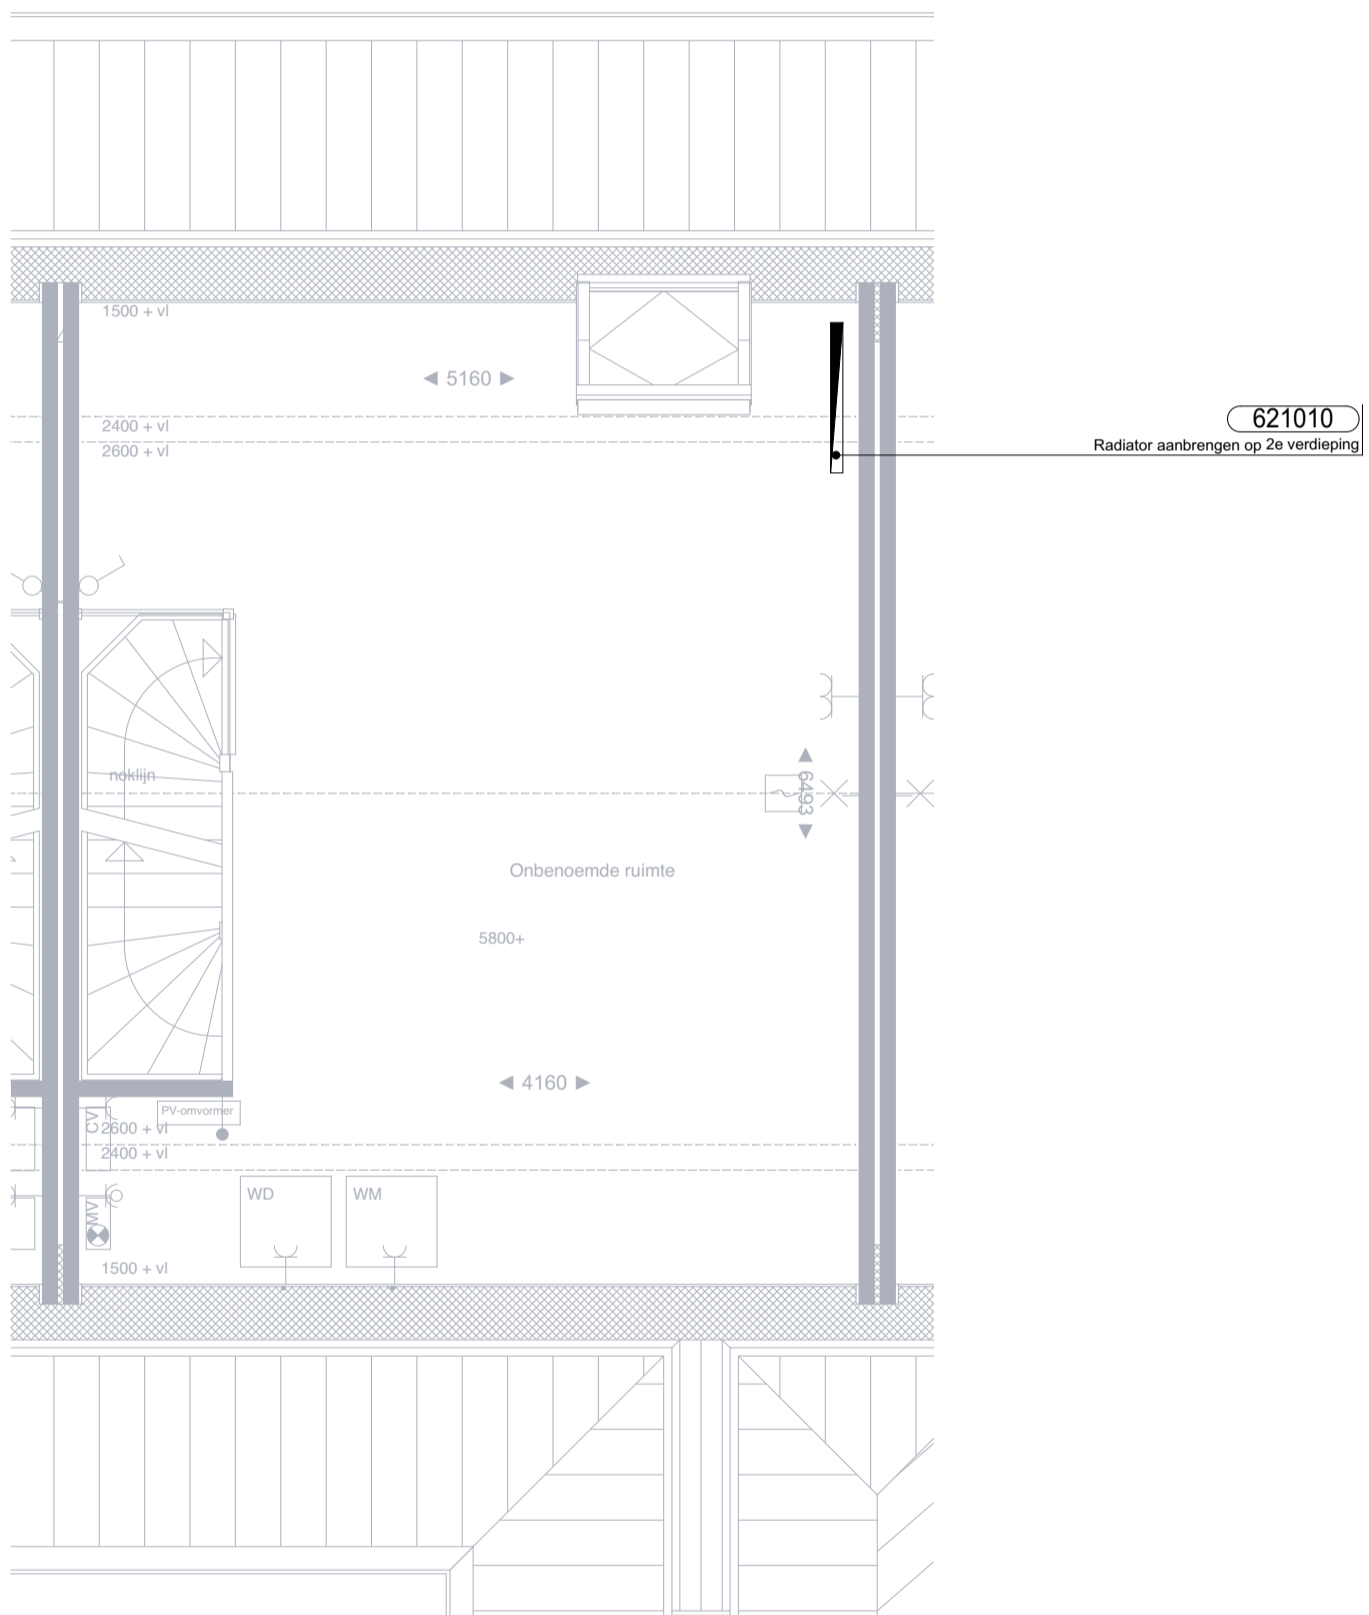 1500 + vl
5160
2400 + vl
2600 + vl
621010
Radiator aanbrengen op 2e verdieping
noklijn
6493
Onbenoemde ruimte
5800+
4160
PV-omvormer
CV
2600 + vl
2400 + vl
WD
WM
MV
1500 + vl